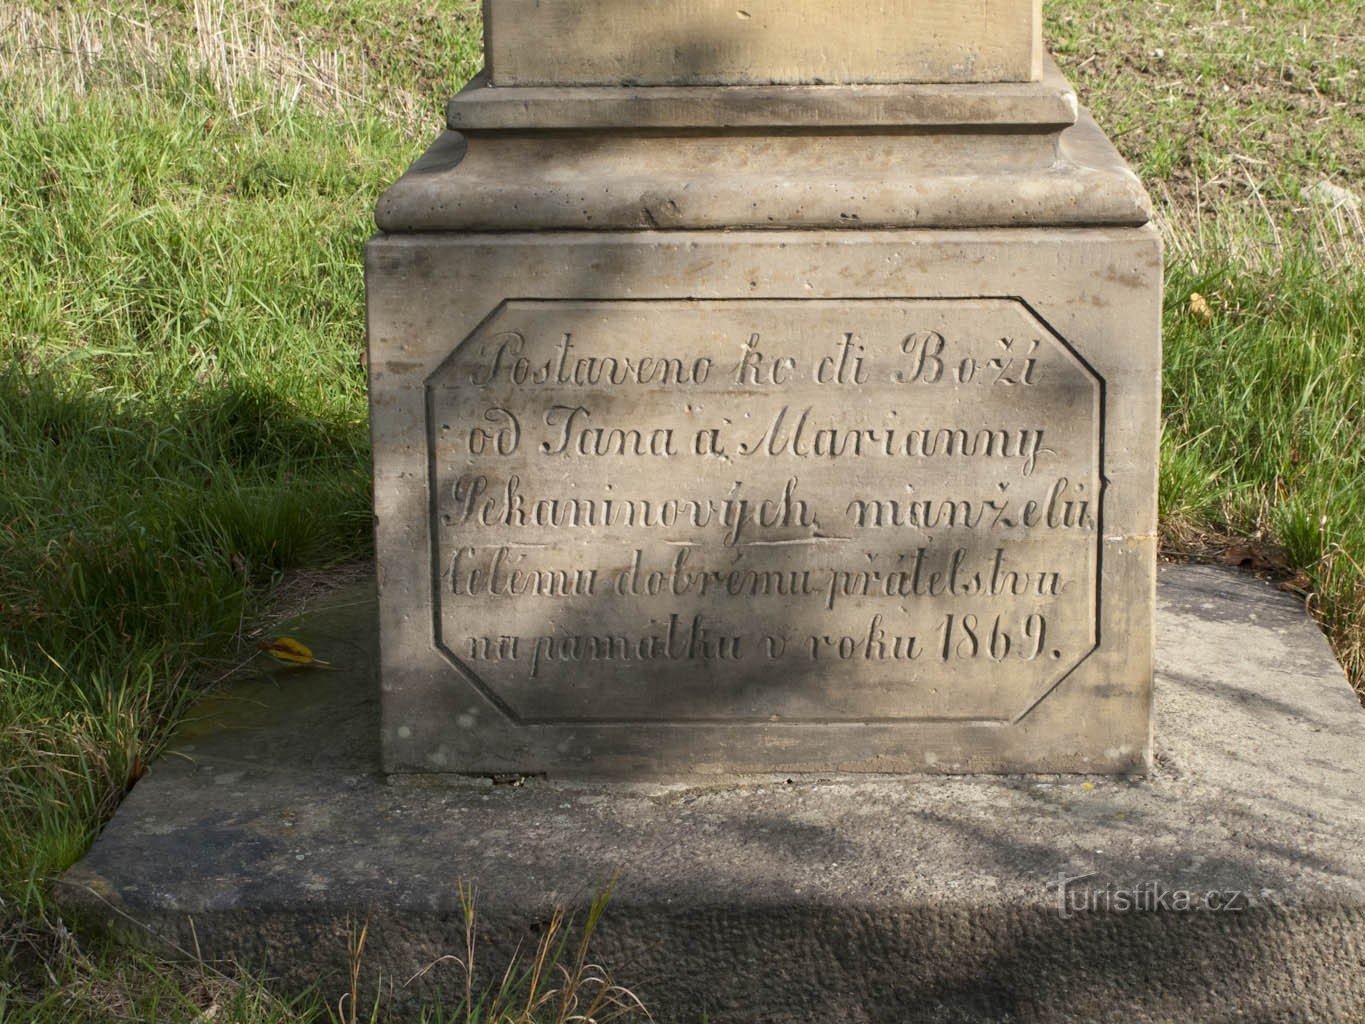 Postaveno ke cti Boží
od Jana a Marianny
Pekaninových, manželů,
Celému dobrému přátelstvu
na památku v roku 1869.
Turistika.cz